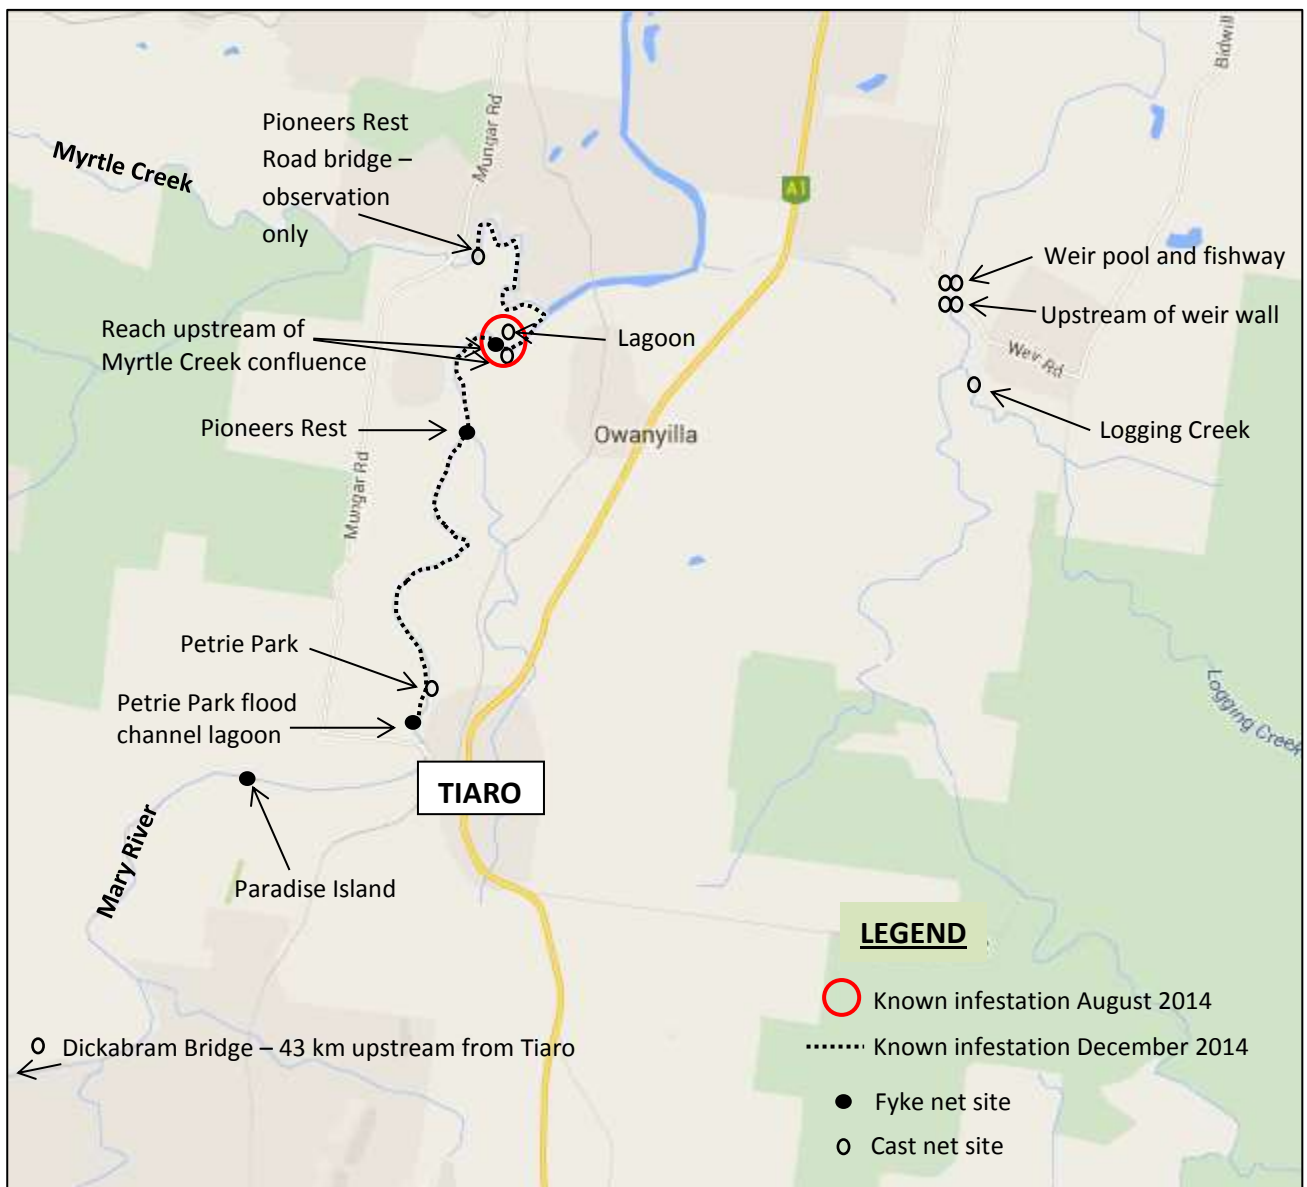 Bidwill
Pioneers Rest
Road bridge –
observation
only
Mungar Rd
Myrtle Creek
A1
Weir pool and fishway
Upstream of weir wall
Reach upstream of
Myrtle Creek confluence
Lagoon
Weir Rd
Pioneers Rest
Owanyilla
Logging Creek
Mungar Rd
Petrie Park
Petrie Park flood
channel lagoon
Logging Creek
TIARO
Mary River
Paradise Island
LEGEND
Known infestation August 2014
Dickabram Bridge – 43 km upstream from Tiaro
Known infestation December 2014
Fyke net site
Cast net site